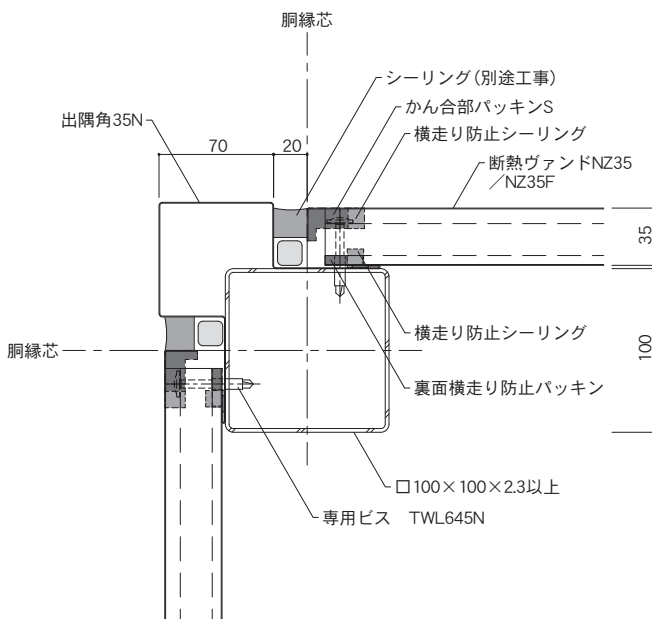 胴縁芯
シーリング(別途工事)
かん合部パッキンS
出隅角35N
横走り防止シーリング
70
20
断熱ヴァンドNZ35
／NZ35F
35
横走り防止シーリング
100
胴縁芯
裏面横走り防止パッキン
□100×100×2.3以上
専用ビス　TWL645N